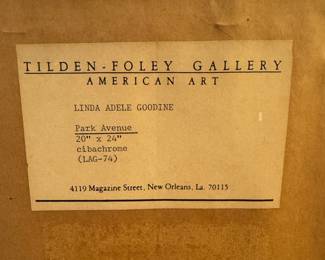 TILDEN-FOLEY GALLERY
AMERICAN ART
LINDA ADELE GOODINE
Park Avenue
20" x 24"
cibachrome
(LAG-74)
4119 Magazine Street, New Orleans, La. 70115